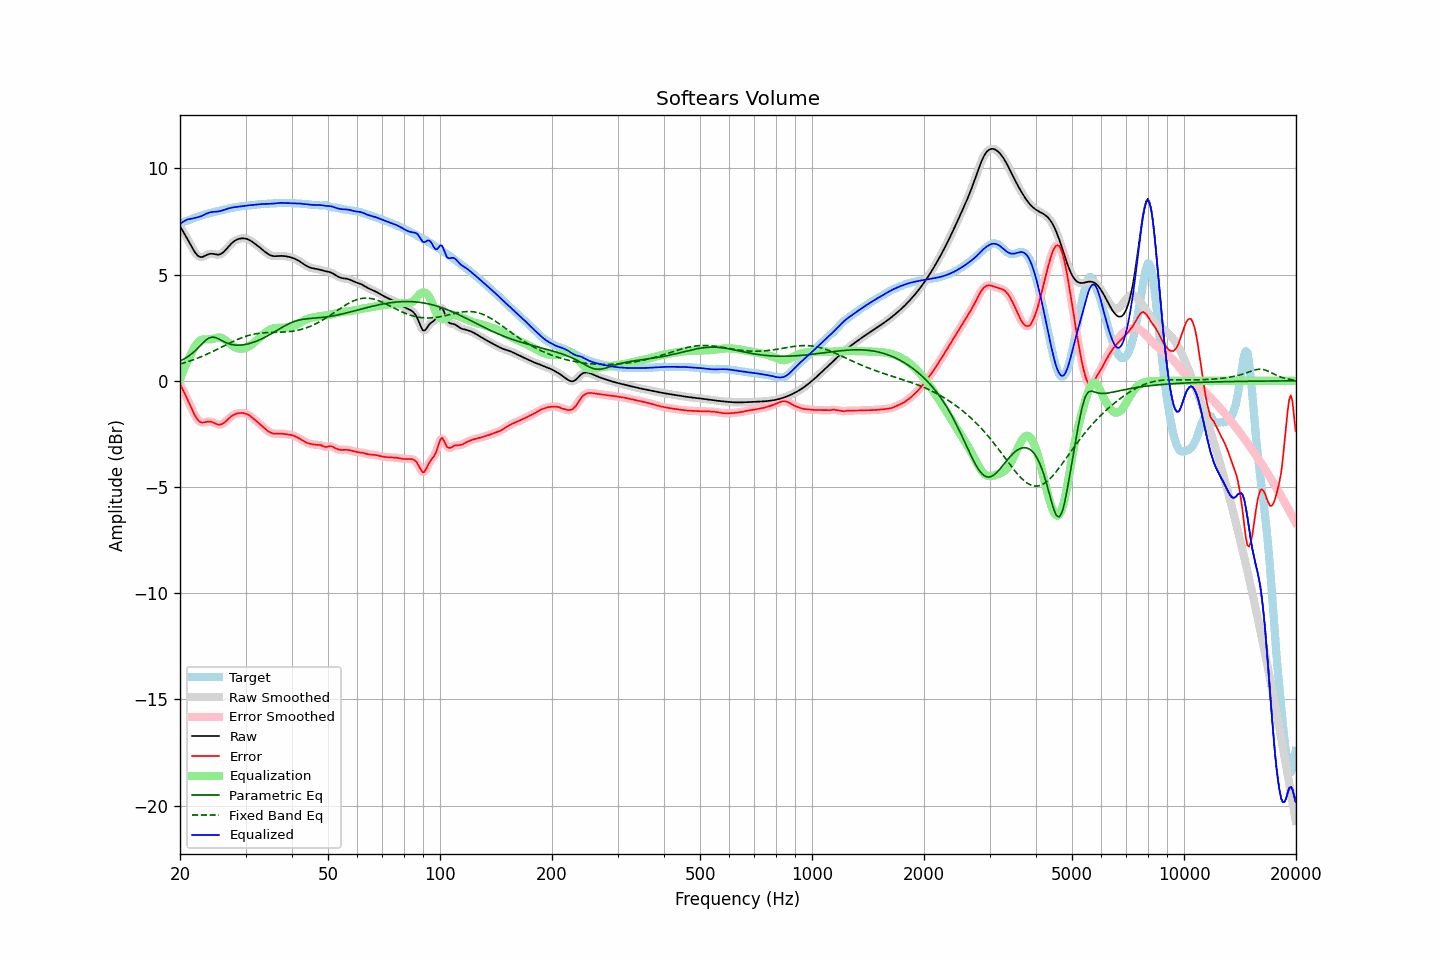 Softears Volume
Amplitude (dBr)
10
5
0
−5
−10
−15
−20
Target
Raw Smoothed
Error Smoothed
Raw
Error
Equalization
Parametric Eq
Fixed Band Eq
Equalized
20 50 100 200 500 1000 2000 5000 10000 20000
Frequency (Hz)